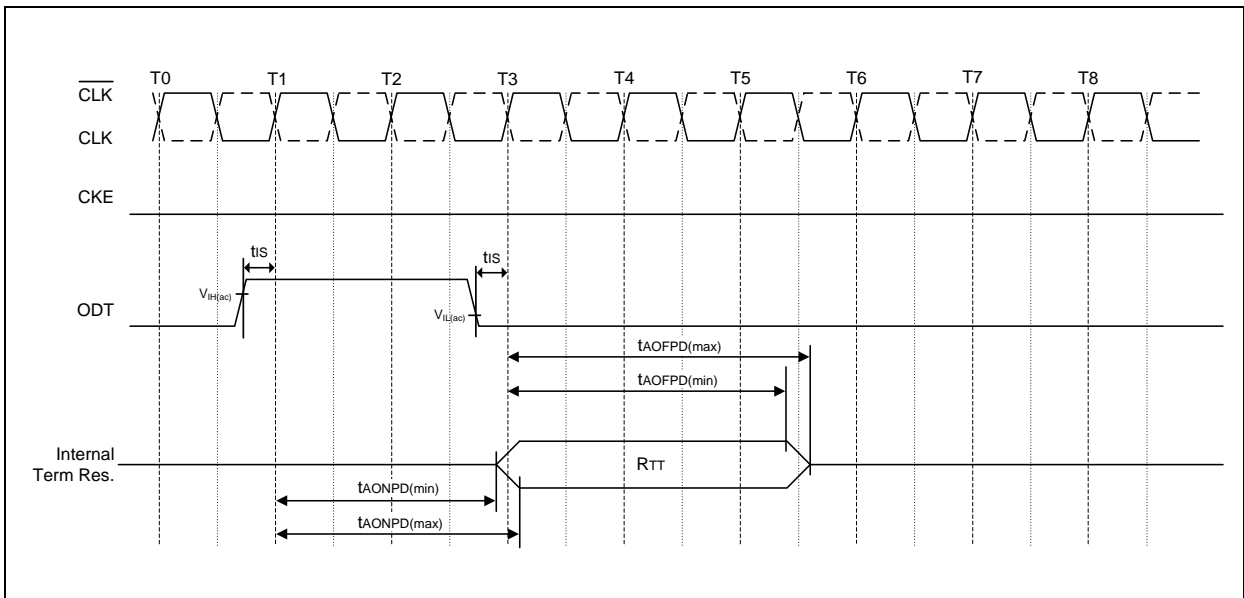 T0 T1 T2 T3 T4 T5 T6 T7 T8
CLK
CLK
CKE
tIS
tIS
VIH(ac)
ODT
VIL(ac)
tAOFPD(max)
tAOFPD(min)
Internal
Term Res.
RTT
tAONPD(min)
tAONPD(max)